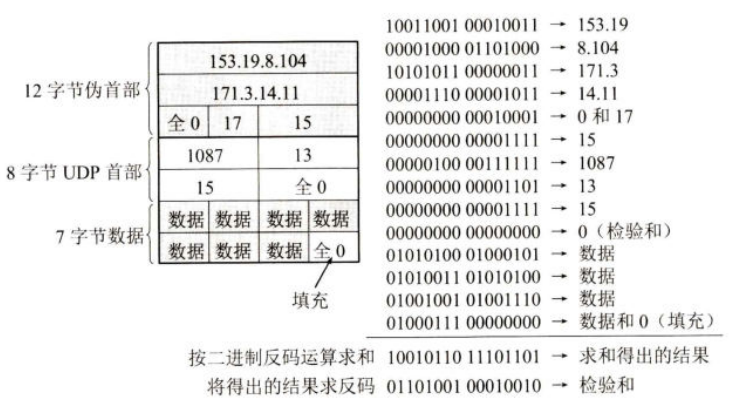 12 字节伪首部
153.19.8.104
171.3.14.11
全 0 17 15
8 字节 UDP 首部
1087 13
15 全 0
7 字节数据
数据 数据 数据 数据
数据 数据 数据 全 0
填充
10011001 00010011 → 153.19
00001000 01101000 → 8.104
10101011 00000011 → 171.3
00001110 00001011 → 14.11
00000000 00010001 → 0 和 17
00000000 00001111 → 15
00000100 00111111 → 1087
00000000 00001101 → 13
00000000 00001111 → 15
00000000 00000000 → 0（检验和）
01010100 01000101 → 数据
01010011 01010100 → 数据
01001001 01001110 → 数据
01000111 00000000 → 数据和 0（填充）
按二进制反码运算求和 10010110 11101101 → 求和得出的结果
将得出的结果求反码 01101001 00010010 → 检验和